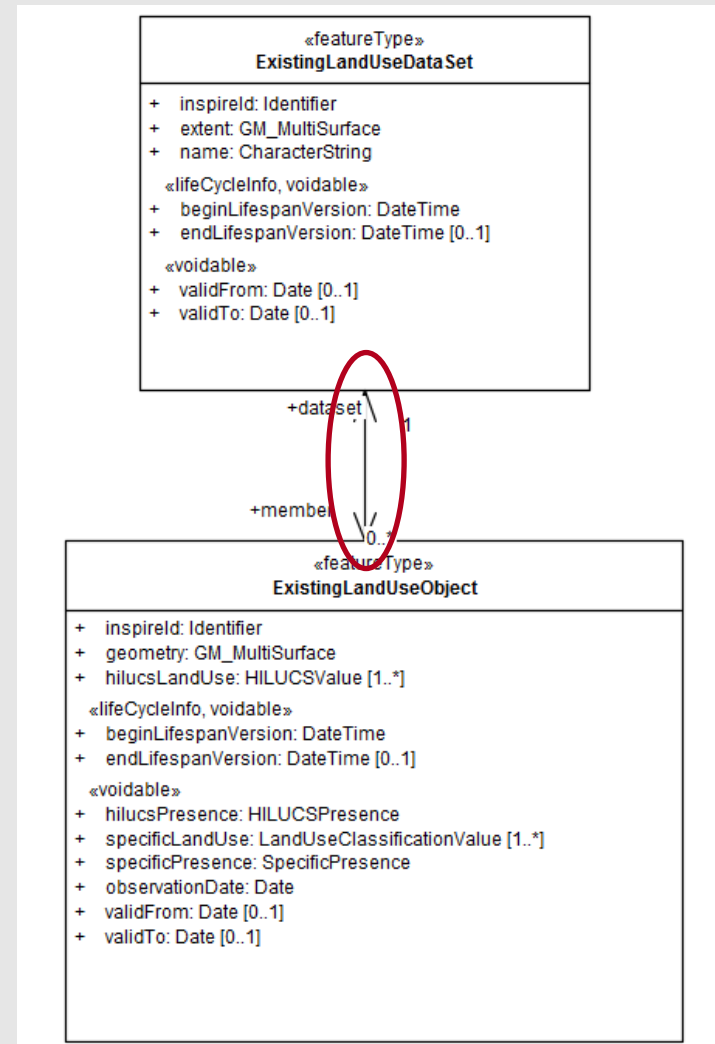 «featureType»
ExistingLandUseDataSet
+ inspireId: Identifier
+ extent: GM_MultiSurface
+ name: CharacterString
«lifeCycleInfo, voidable»
+ beginLifespanVersion: DateTime
+ endLifespanVersion: DateTime [0..1]
«voidable»
+ validFrom: Date [0..1]
+ validTo: Date [0..1]
+dataset
1
+member
0..*
«featureType»
ExistingLandUseObject
+ inspireId: Identifier
+ geometry: GM_MultiSurface
+ hilucsLandUse: HILUCSValue [1..*]
«lifeCycleInfo, voidable»
+ beginLifespanVersion: DateTime
+ endLifespanVersion: DateTime [0..1]
«voidable»
+ hilucsPresence: HILUCSPresence
+ specificLandUse: LandUseClassificationValue [1..*]
+ specificPresence: SpecificPresence
+ observationDate: Date
+ validFrom: Date [0..1]
+ validTo: Date [0..1]